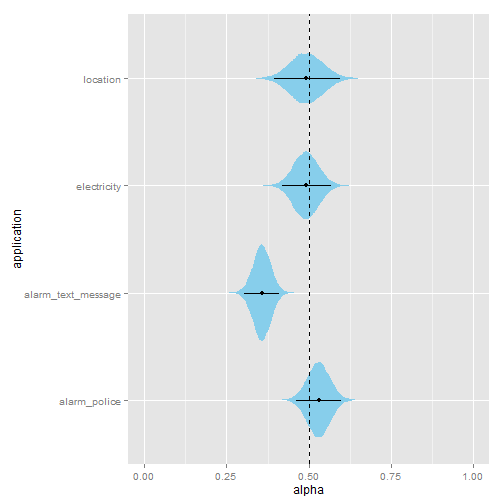 location
electricity
alarm_text_message
alarm_police
application
0.00 0.25 0.50 0.75 1.00
alpha